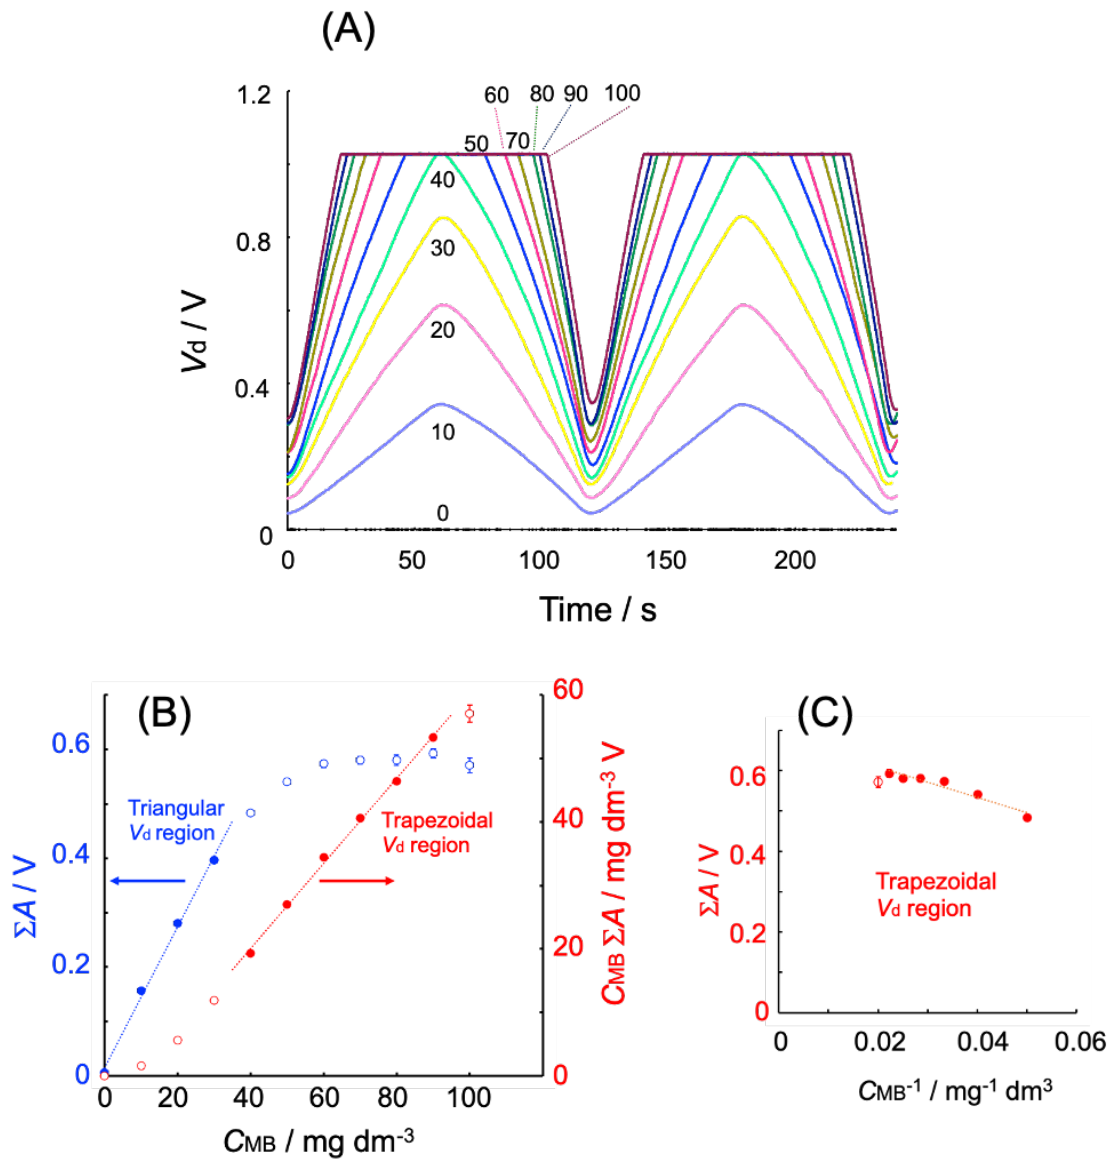 (A)
1.2
60 80 90 100
50 70
40
0.8
30
20
Vd / V
0.4
10
0
0
0 50 100 150 200
Time / s
(B)
60
0.6
Triangular
Vd region
40
Trapezoidal
Vd region
0.4
ΣA / V
CMB ΣA / mg dm-3 V
20
0.2
0
0
0 20 40 60 80 100
CMB / mg dm-3
(C)
0.6
0.4
ΣA / V
Trapezoidal
Vd region
0.2
0
0 0.02 0.04 0.06
CMB-1 / mg-1 dm3